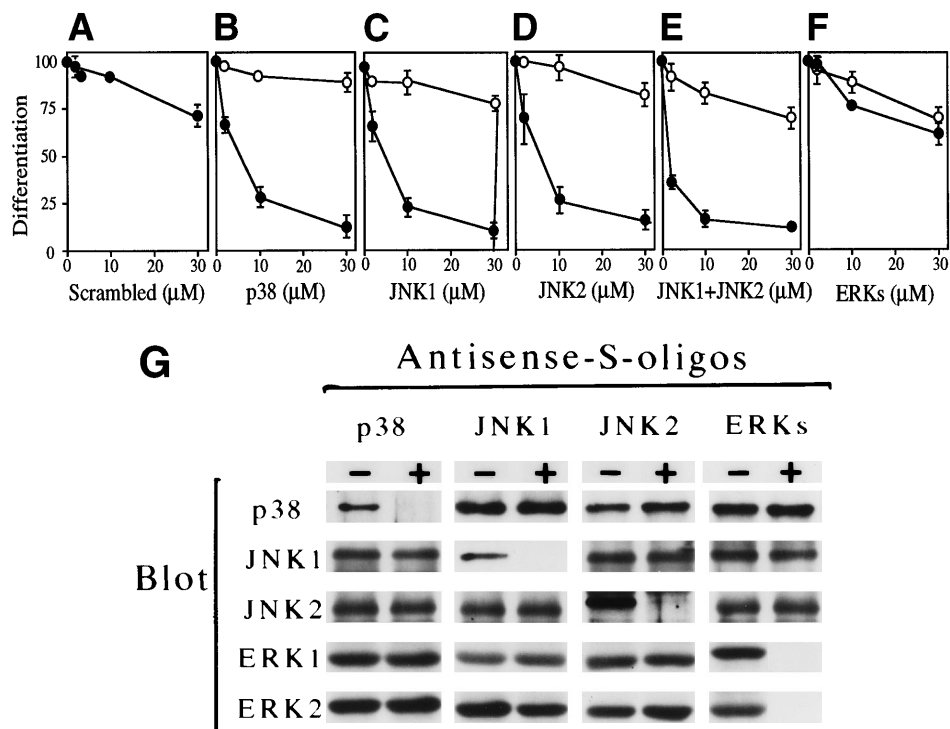 A B C D E F
Differentiation
100
75
50
25
0
0 10 20 30 0 10 20 30 0 10 20 30 0 10 20 30 0 10 20 30 0 10 20 30
Scrambled (μM) p38 (μM) JNK1 (μM) JNK2 (μM) JNK1+JNK2 (μM) ERKs (μM)
G
Antisense-S-oligos
p38 JNK1 JNK2 ERKs
- + - + - + - +
Blot
p38
JNK1
JNK2
ERK1
ERK2